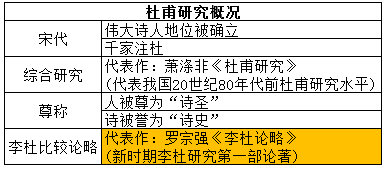 杜甫研究概况
宋代
伟大诗人地位被确立
千家注杜
综合研究
代表作：萧涤非《杜甫研究》
(代表我国20世纪80年代前杜甫研究水平)
尊称
人被尊为“诗圣”
诗被誉为“诗史”
李杜比较论略
代表作：罗宗强《李杜论略》
(新时期李杜研究第一部论著)